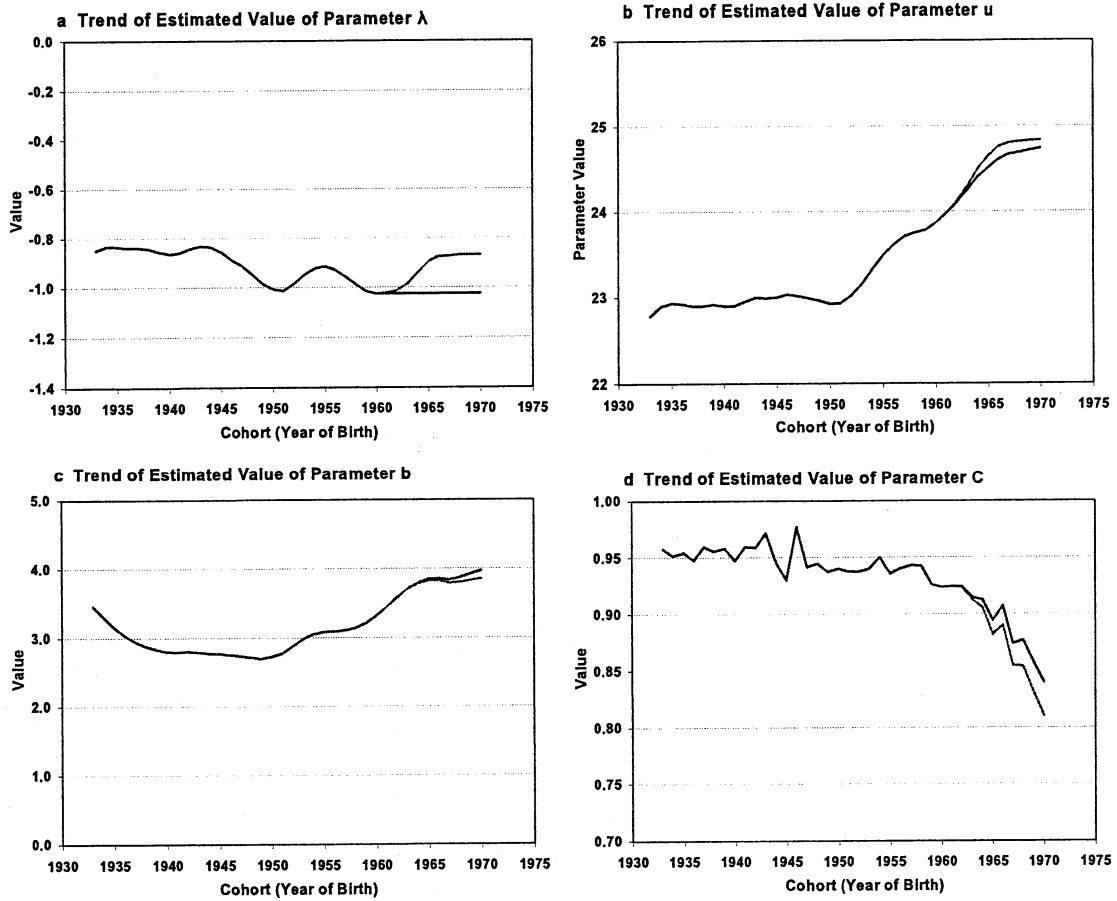 a Trend of Estimated Value of Parameter λ
0.0
-0.2
-0.4
-0.6
-0.8
-1.0
-1.2
-1.4
Value
1930 1935 1940 1945 1950 1955 1960 1965 1970 1975
Cohort (Year of Birth)
b Trend of Estimated Value of Parameter u
26
25
24
23
22
Parameter Value
1930 1935 1940 1945 1950 1955 1960 1965 1970 1975
Cohort (Year of Birth)
c Trend of Estimated Value of Parameter b
5.0
4.0
3.0
2.0
1.0
0.0
Value
1930 1935 1940 1945 1950 1955 1960 1965 1970 1975
Cohort (Year of Birth)
d Trend of Estimated Value of Parameter C
1.00
0.95
0.90
0.85
0.80
0.75
0.70
Value
1930 1935 1940 1945 1950 1955 1960 1965 1970 1975
Cohort (Year of Birth)